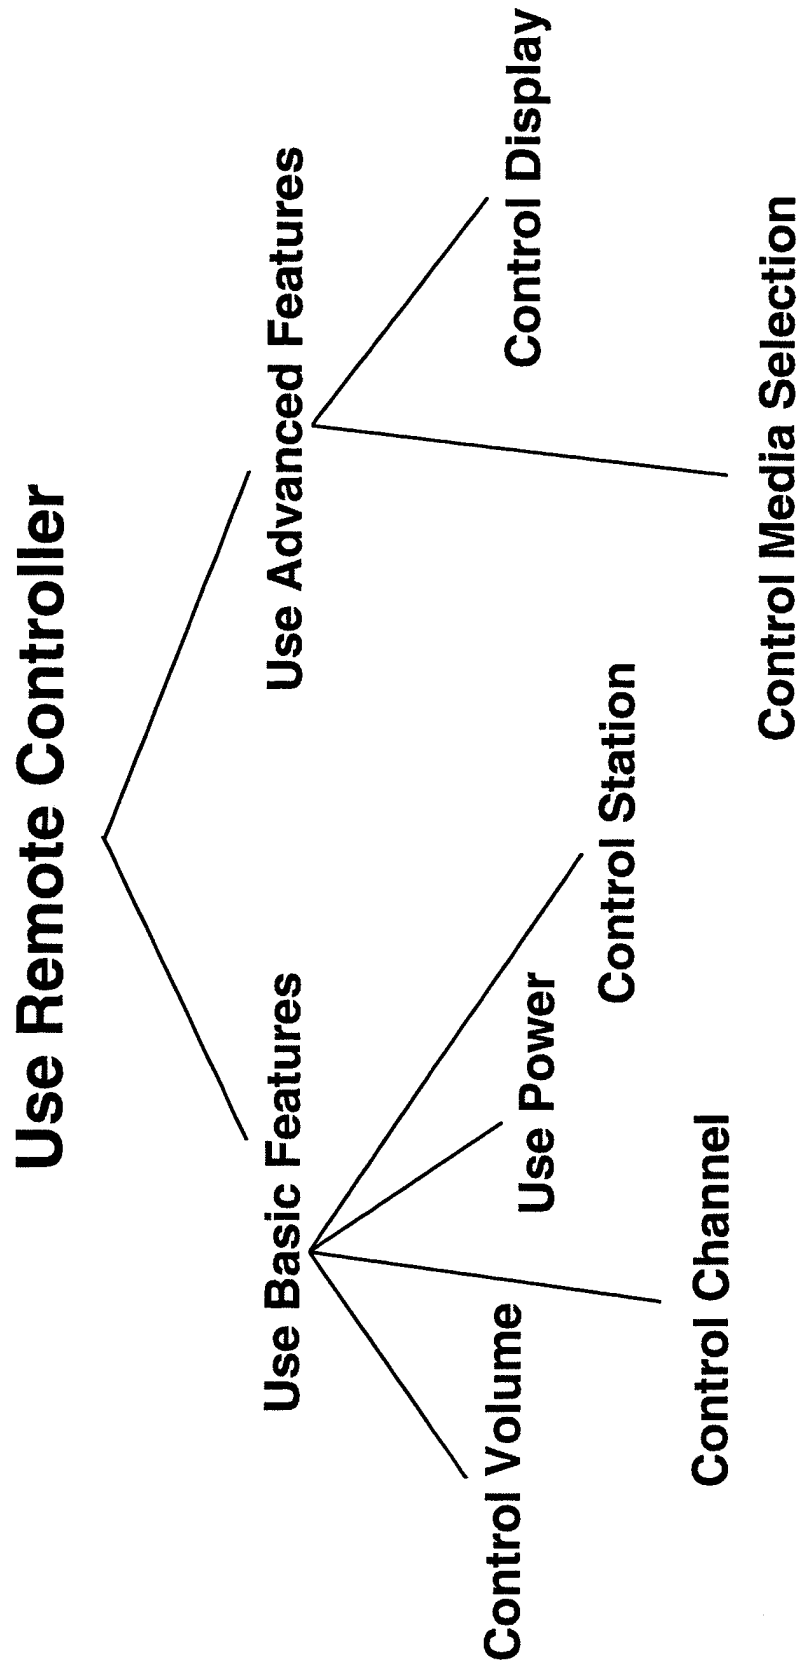 Use Remote Controller
Use Basic Features
Use Advanced Features
Control Volume
Control Channel
Use Power
Control Station
Control Media Selection
Control Display